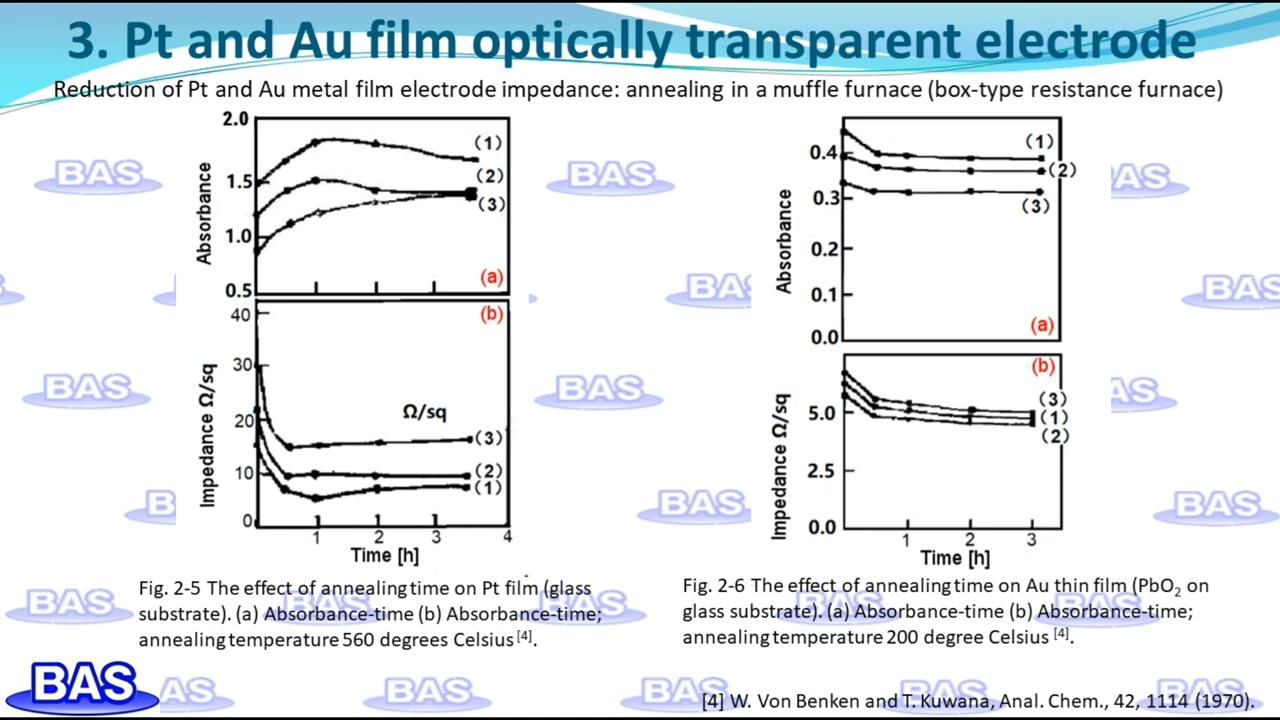 3. Pt and Au film optically transparent electrode
Reduction of Pt and Au metal film electrode impedance: annealing in a muffle furnace (box-type resistance furnace)
2.0
1.5
1.0
0.5
Absorbance
(1)
(2)
(3)
(a)
40
30
20
10
0
Impedance Ω/sq
(b)
Ω/sq
(3)
(2)
(1)
1 2 3 4
Time [h]
0.4
0.3
0.2
0.1
0.0
Absorbance
(1)
(2)
(3)
(a)
5.0
2.5
0.0
Impedance Ω/sq
(b)
(3)
(1)
(2)
1 2 3
Time [h]
Fig. 2-5 The effect of annealing time on Pt film (glass
substrate). (a) Absorbance-time (b) Absorbance-time;
annealing temperature 560 degrees Celsius [4].
Fig. 2-6 The effect of annealing time on Au thin film (PbO2 on
glass substrate). (a) Absorbance-time (b) Absorbance-time;
annealing temperature 200 degree Celsius [4].
BAS
[4] W. Von Benken and T. Kuwana, Anal. Chem., 42, 1114 (1970).